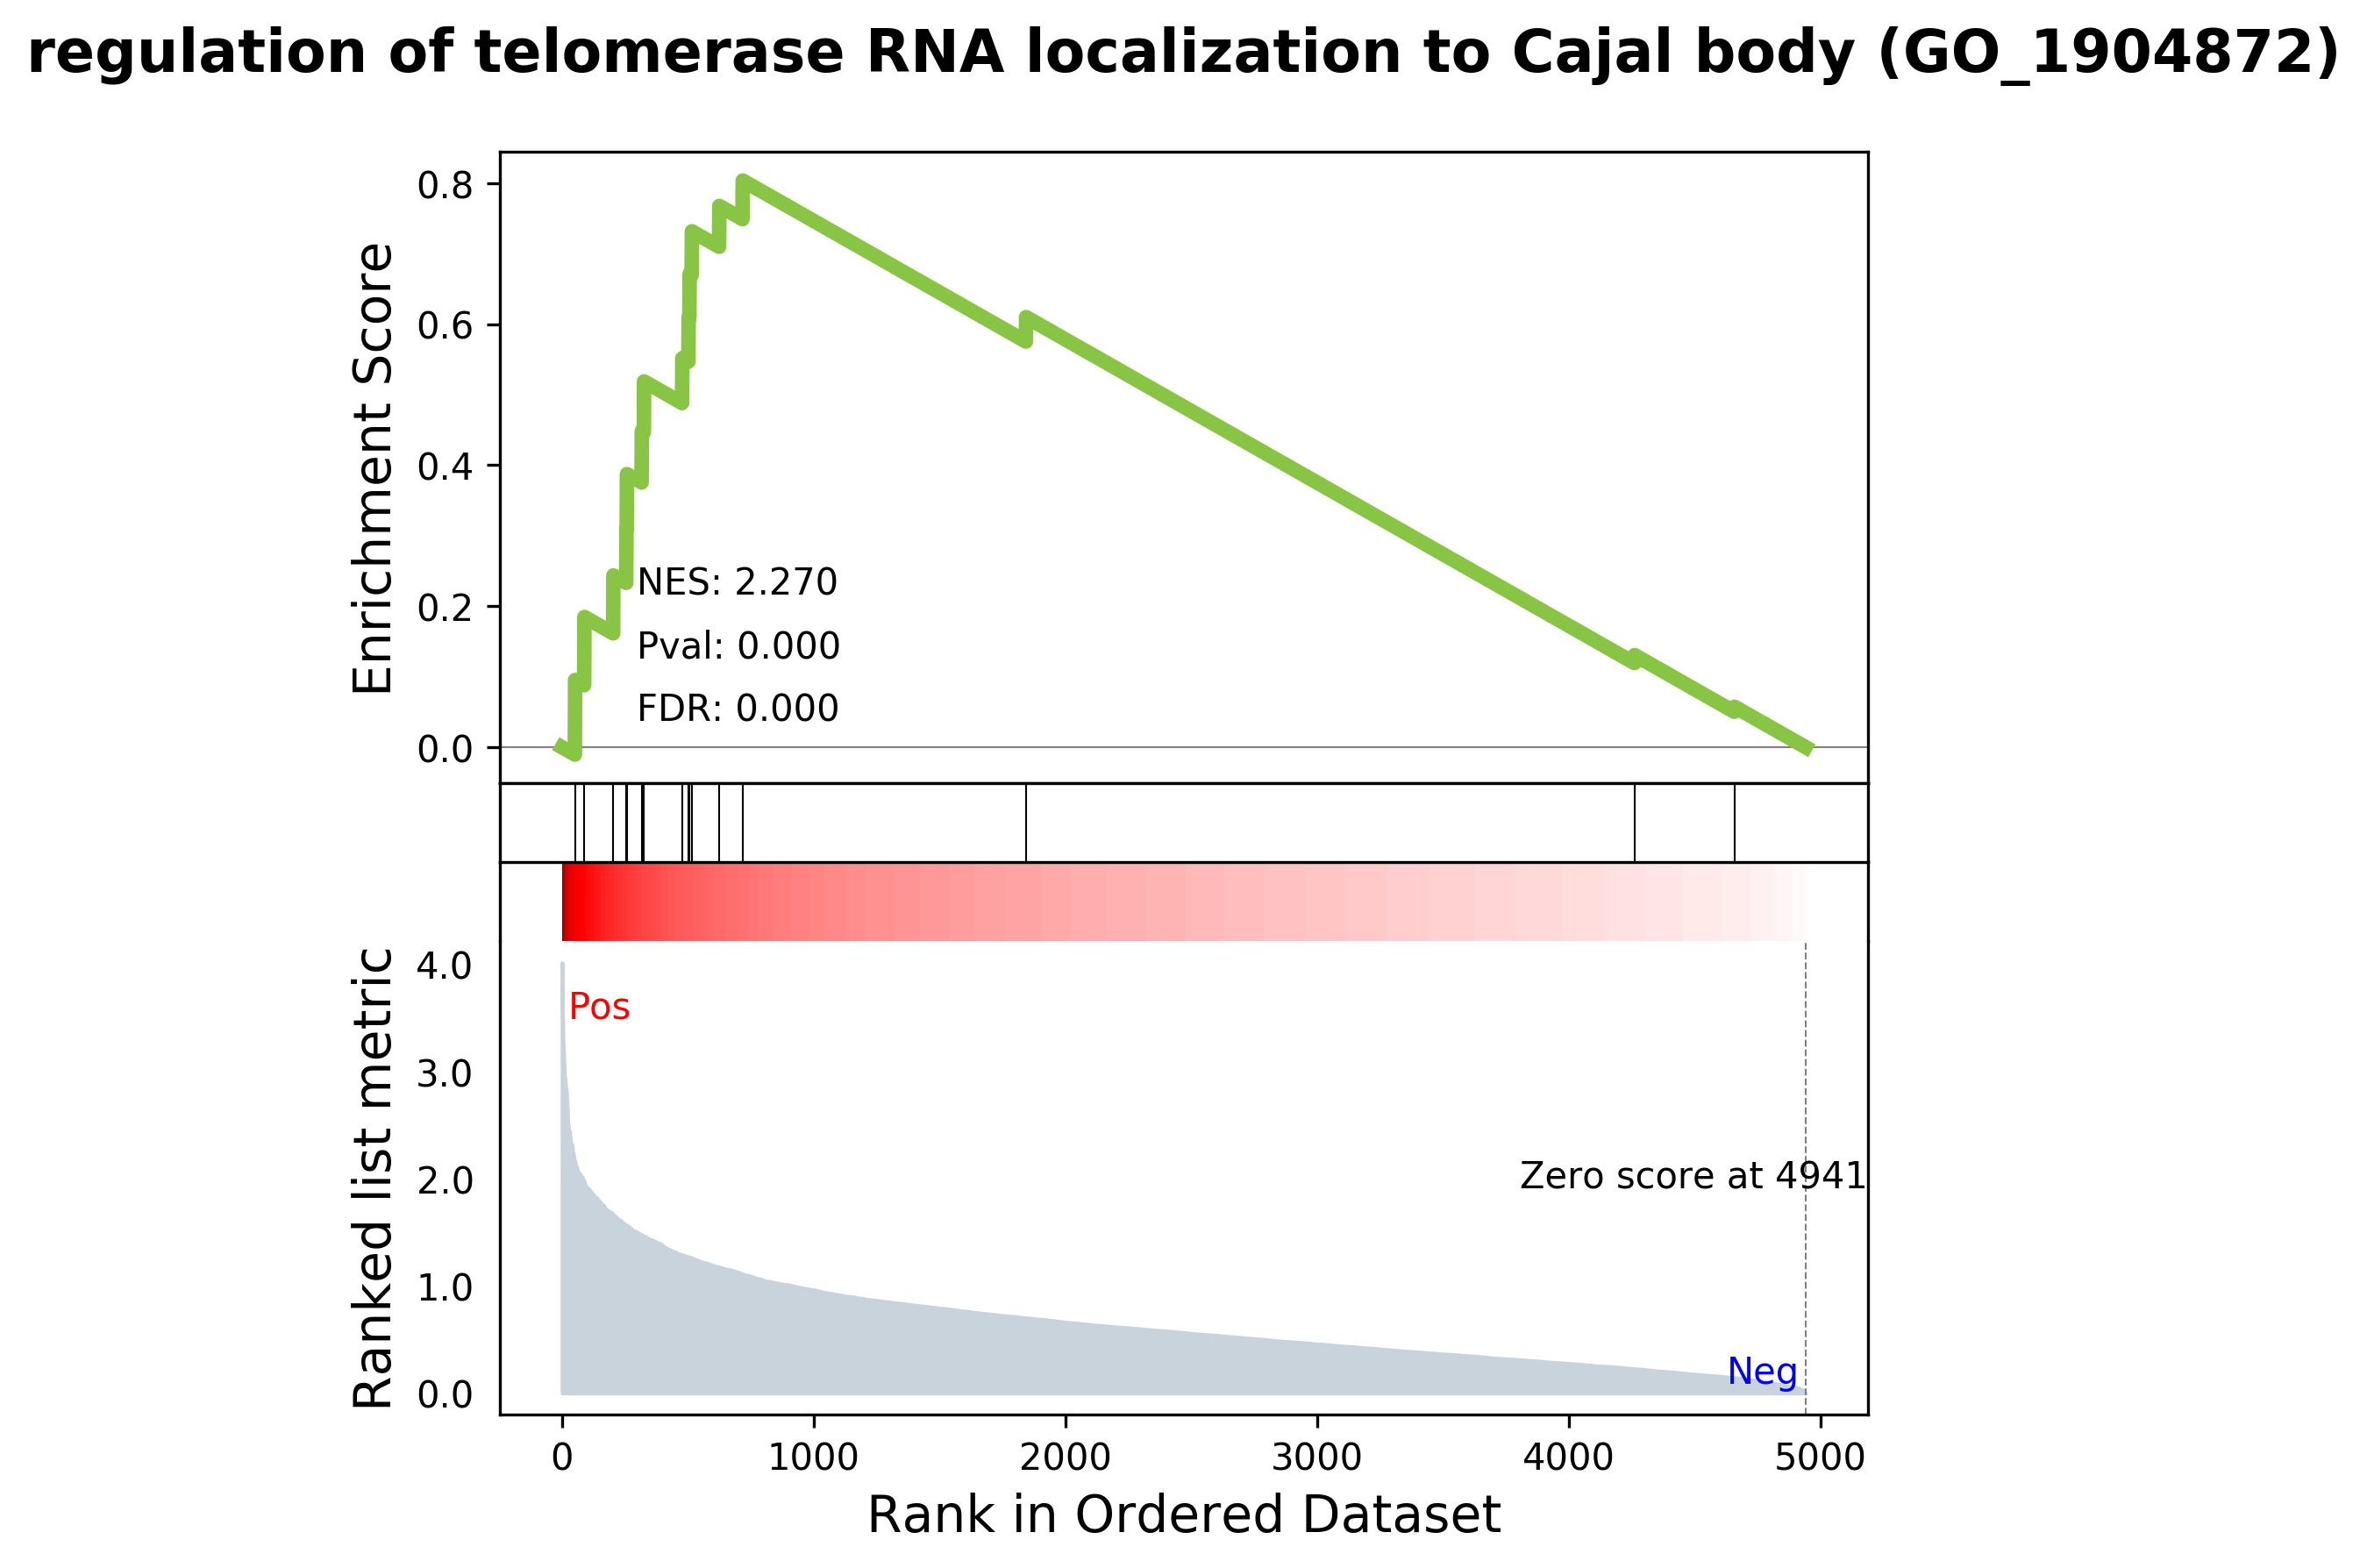 regulation of telomerase RNA localization to Cajal body (GO_1904872)
Enrichment Score
0.8
0.6
0.4
0.2
0.0
NES: 2.270
Pval: 0.000
FDR: 0.000
Ranked list metric
4.0
3.0
2.0
1.0
0.0
Pos
Zero score at 4941
Neg
0 1000 2000 3000 4000 5000
Rank in Ordered Dataset